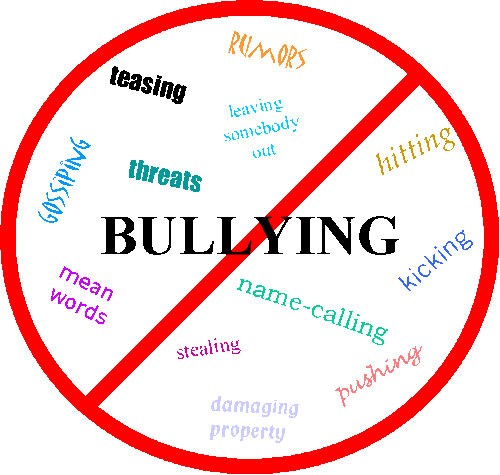 RUMORS
teasing
leaving
somebody
out
hitting
GOSSIPING
threats
BULLYING
kicking
mean
words
name-calling
stealing
pushing
damaging
property